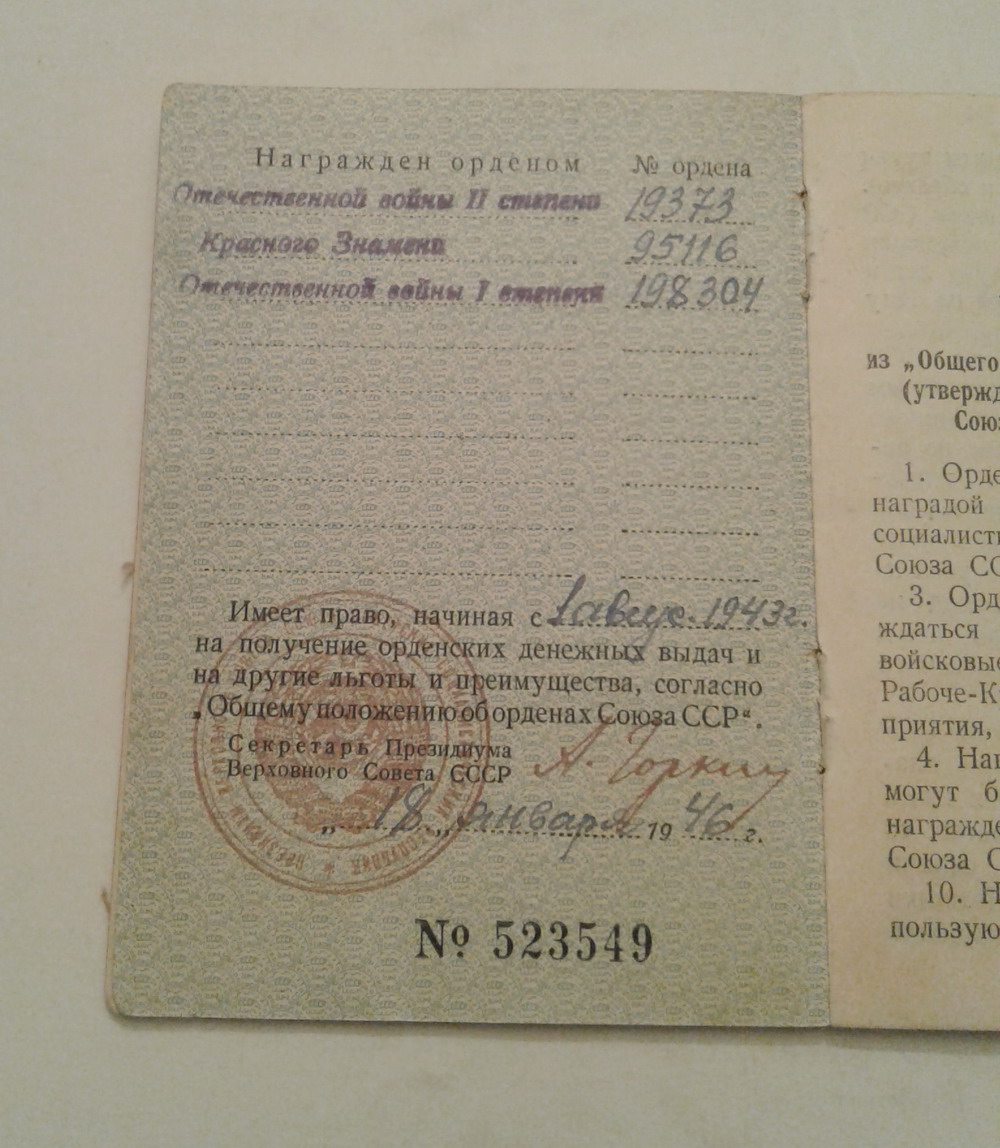 Награжден орденом № ордена
Отечественной войны II степени 19373
Красного Знамени 95116
Отечественной войны I степени 198304
Имеет право, начиная с 1 авгус. 1943 г.
на получение орденских денежных выдач и
на другие льготы и преимущества, согласно
„Общему положению об орденах Союза ССР“.
Секретарь Президиума
Верховного Совета СССР А. Горкин
„ 18 „ января 19 46 г.
№ 523549
из „Общего
(утвержд
Союз
1. Орде
наградой
социалисти
Союза СС
3. Орд
ждаться
войсковые
Рабоче-К
приятия,
4. Наг
могут б
награжде
Союза С
10. Н
пользую